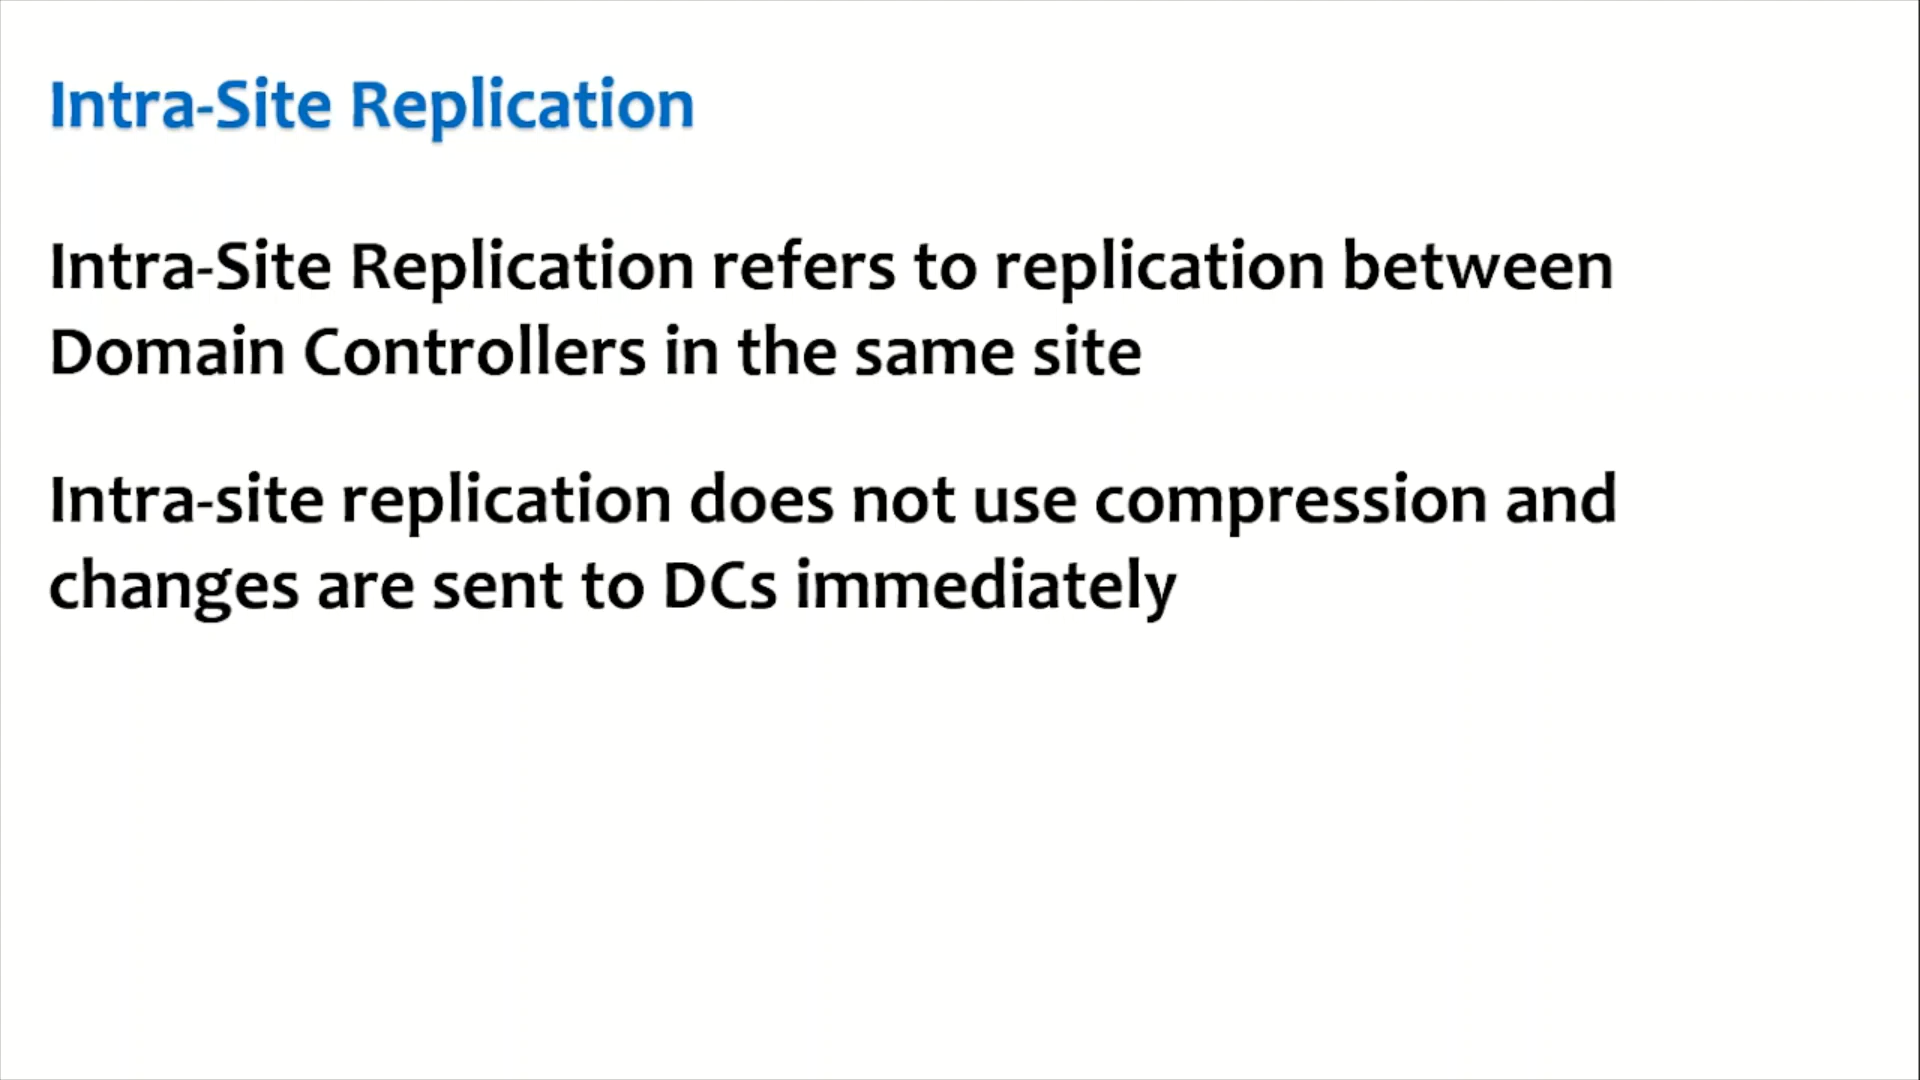 Intra-Site Replication
Intra-Site Replication refers to replication between
Domain Controllers in the same site
Intra-site replication does not use compression and
changes are sent to DCs immediately